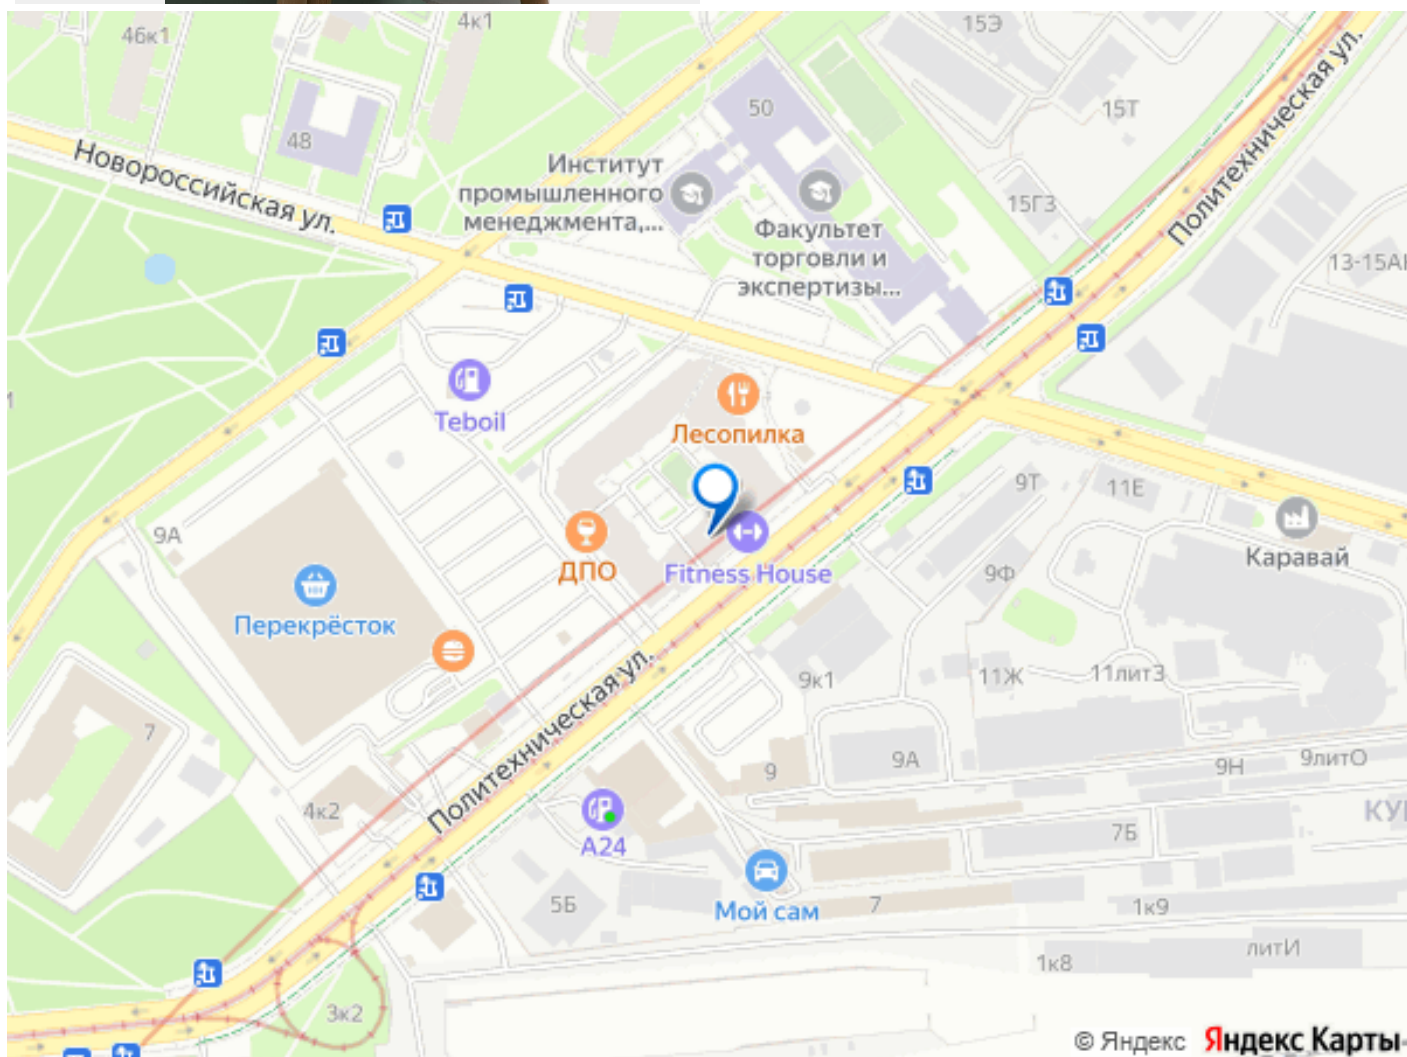 46к1
4к1
15Э
50
15Т
48
Новороссийская ул.
Институт
промышленного
менеджмента,...
Факультет
торговли и
экспертизы...
15Г3
Политехническая ул.
13-15А
Teboil
Лесопилка
9Т
11Е
Каравай
9А
ДПО
Fitness House
9Ф
Перекрёсток
9к1
11Ж
11лит3
7
Политехническая ул.
9
9А
9Н
9литО
4к2
А24
7Б
КУ
5Б
Мой сам
7
1к9
1к8
литИ
3к2
© Яндекс Яндекс Карты